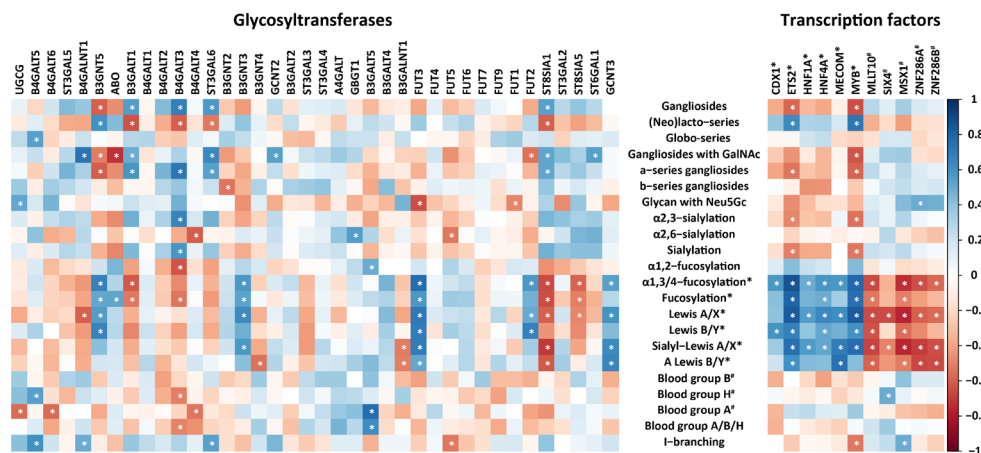 Glycosyltransferases
Transcription factors
UGCG
B4GALT5
B4GALT6
ST3GAL5
B4GALNT1
B3GNT5
ABO
B3GALT1
B4GALT1
B4GALT2
B4GALT3
B4GALT4
ST3GAL6
B3GNT2
B3GNT3
B3GNT4
GCNT2
B3GALT2
ST3GAL3
ST3GAL4
A4GALT
GBGT1
B3GALT5
B3GALT4
B3GALNT1
FUT3
FUT4
FUT5
FUT6
FUT7
FUT9
FUT1
FUT2
ST8SIA1
ST3GAL2
ST8SIA5
ST6GAL1
GCNT3
CDX1*
ETS2*
HNF1A*
HNF4A*
MECOM*
MYB*
MLLT10#
SIX4#
MSX1#
ZNF286A#
ZNF286B#
Gangliosides
(Neo)lacto−series
Globo−series
Gangliosides with GalNAc
a−series gangliosides
b−series gangliosides
Glycan with Neu5Gc
α2,3−sialylation
α2,6−sialylation
Sialylation
α1,2−fucosylation
α1,3/4−fucosylation*
Fucosylation*
Lewis A/X*
Lewis B/Y*
Sialyl−Lewis A/X*
A Lewis B/Y*
Blood group B#
Blood group H#
Blood group A#
Blood group A/B/H
I−branching
1
0.8
0.6
0.4
0.2
0
−0.
−0.
−0.
−0.
−1